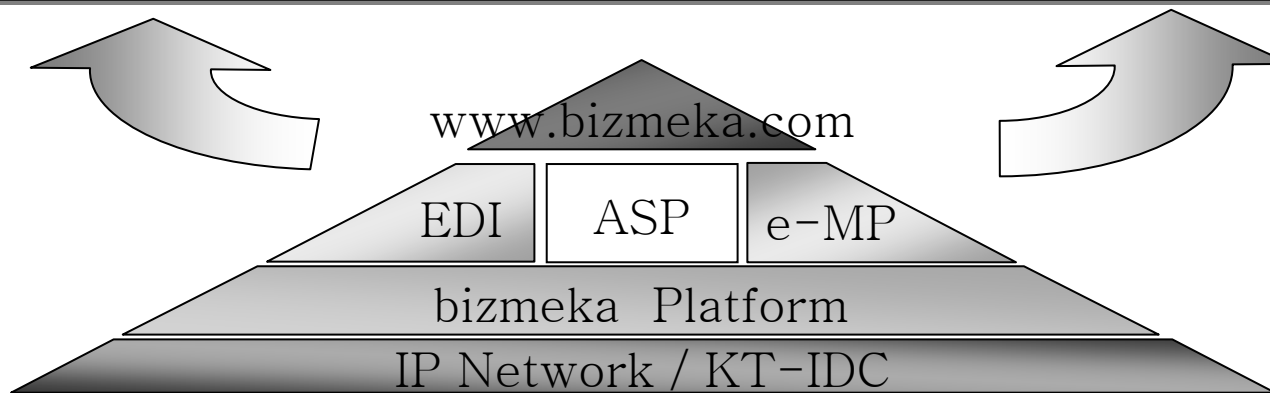 www.bizmeka.com
EDI ASP e-MP
bizmeka Platform
IP Network / KT-IDC